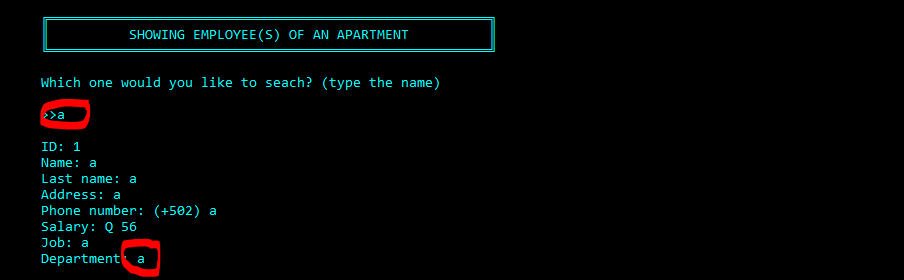 SHOWING EMPLOYEE(S) OF AN APARTMENT
Which one would you like to seach? (type the name)
>>a
ID: 1
Name: a
Last name: a
Address: a
Phone number: (+502) a
Salary: Q 56
Job: a
Department: a